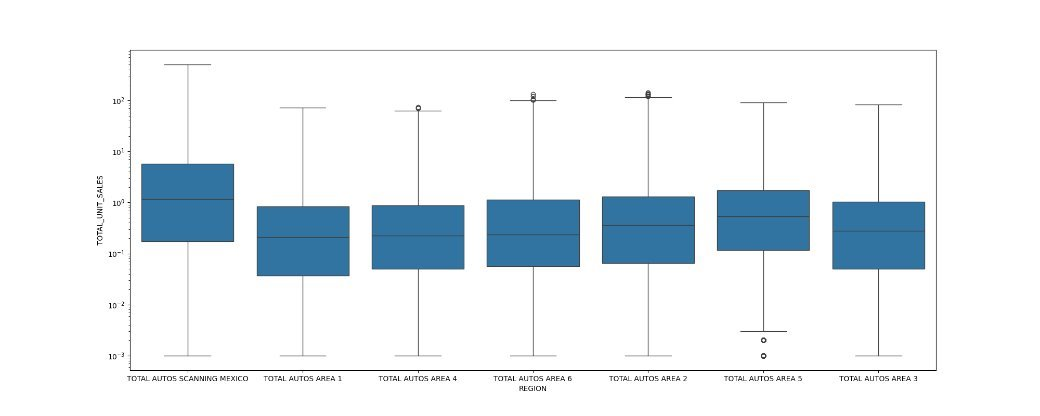 TOTAL_UNIT_SALES
10²
10¹
10⁰
10⁻¹
10⁻²
10⁻³
TOTAL AUTOS SCANNING MEXICO TOTAL AUTOS AREA 1 TOTAL AUTOS AREA 4 TOTAL AUTOS AREA 6 TOTAL AUTOS AREA 2 TOTAL AUTOS AREA 5 TOTAL AUTOS AREA 3
REGION